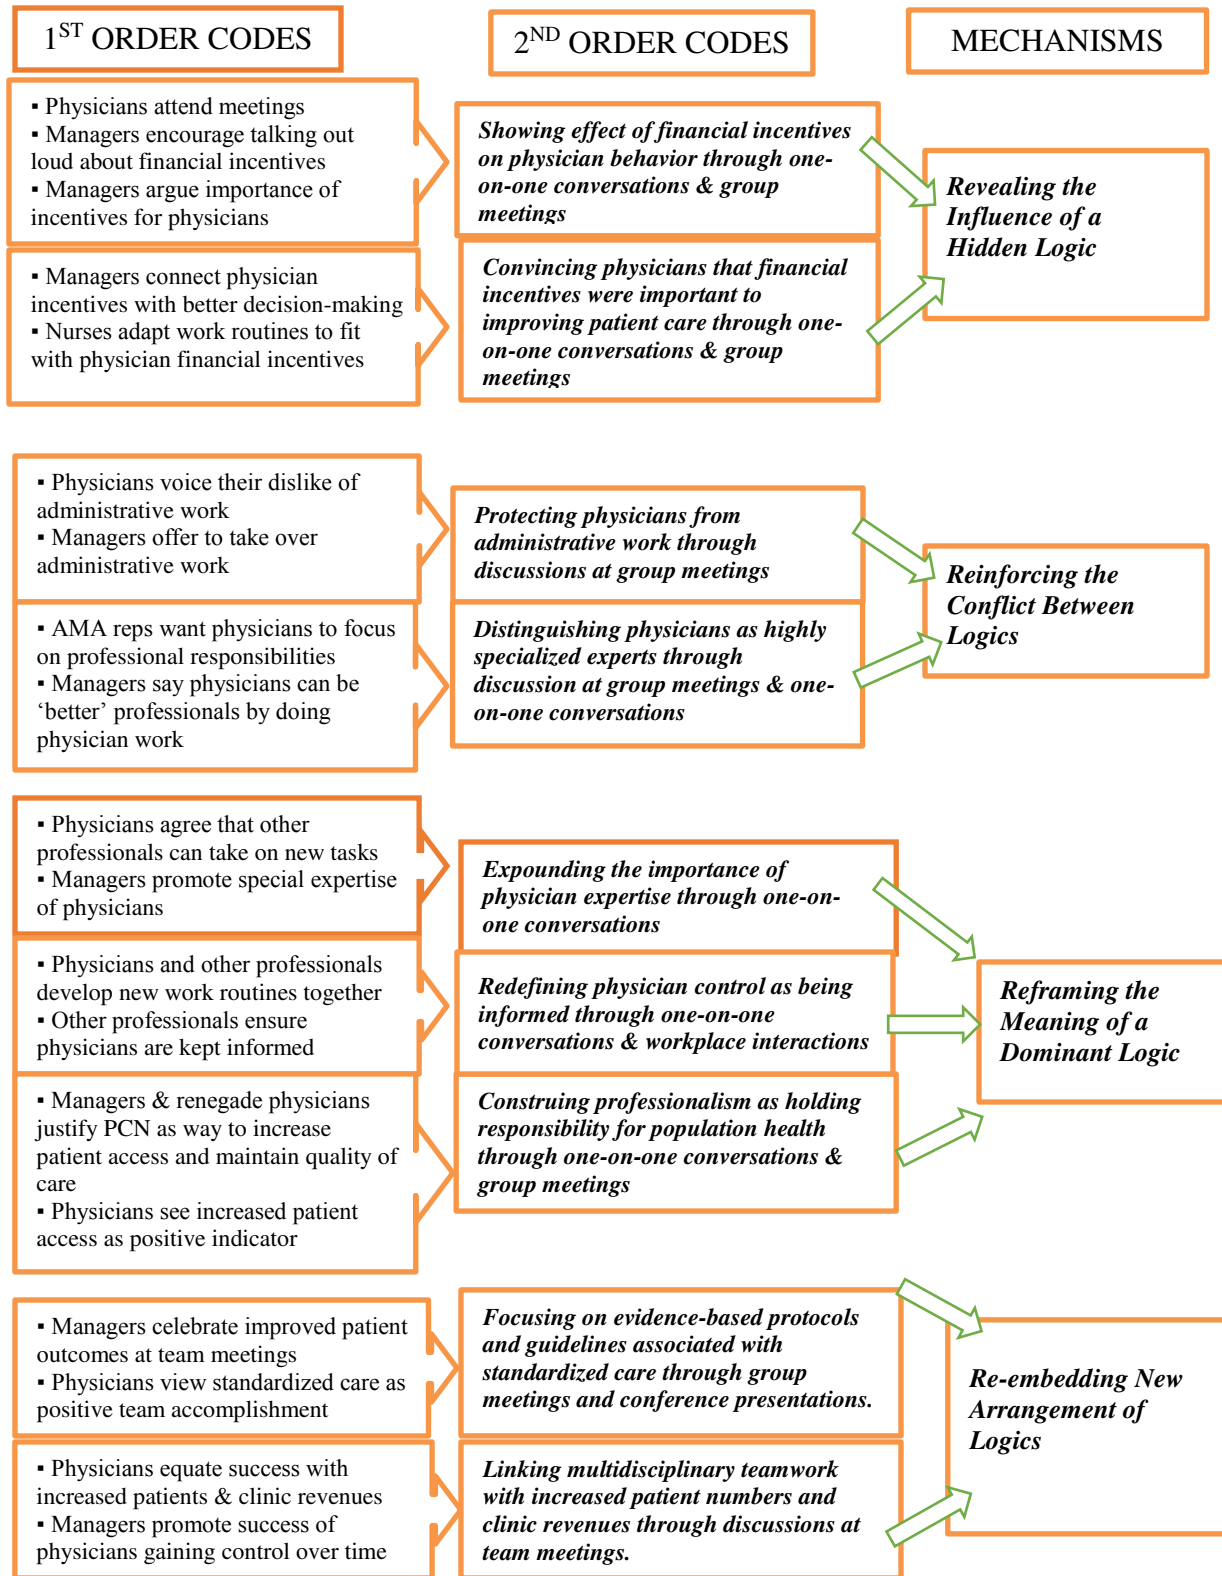 1ST ORDER CODES
2ND ORDER CODES
MECHANISMS
▪ Physicians attend meetings
▪ Managers encourage talking out
loud about financial incentives
▪ Managers argue importance of
incentives for physicians
Showing effect of financial incentives
on physician behavior through one-
on-one conversations & group
meetings
▪ Managers connect physician
incentives with better decision-making
▪ Nurses adapt work routines to fit
with physician financial incentives
Convincing physicians that financial
incentives were important to
improving patient care through one-
on-one conversations & group
meetings
Revealing the
Influence of a
Hidden Logic
▪ Physicians voice their dislike of
administrative work
▪ Managers offer to take over
administrative work
Protecting physicians from
administrative work through
discussions at group meetings
▪ AMA reps want physicians to focus
on professional responsibilities
▪ Managers say physicians can be
‘better’ professionals by doing
physician work
Distinguishing physicians as highly
specialized experts through
discussion at group meetings & one-
on-one conversations
Reinforcing the
Conflict Between
Logics
▪ Physicians agree that other
professionals can take on new tasks
▪ Managers promote special expertise
of physicians
Expounding the importance of
physician expertise through one-on-
one conversations
▪ Physicians and other professionals
develop new work routines together
▪ Other professionals ensure
physicians are kept informed
Redefining physician control as being
informed through one-on-one
conversations & workplace interactions
▪ Managers & renegade physicians
justify PCN as way to increase
patient access and maintain quality of
care
▪ Physicians see increased patient
access as positive indicator
Construing professionalism as holding
responsibility for population health
through one-on-one conversations &
group meetings
Reframing the
Meaning of a
Dominant Logic
▪ Managers celebrate improved patient
outcomes at team meetings
▪ Physicians view standardized care as
positive team accomplishment
Focusing on evidence-based protocols
and guidelines associated with
standardized care through group
meetings and conference presentations.
▪ Physicians equate success with
increased patients & clinic revenues
▪ Managers promote success of
physicians gaining control over time
Linking multidisciplinary teamwork
with increased patient numbers and
clinic revenues through discussions at
team meetings.
Re-embedding New
Arrangement of
Logics